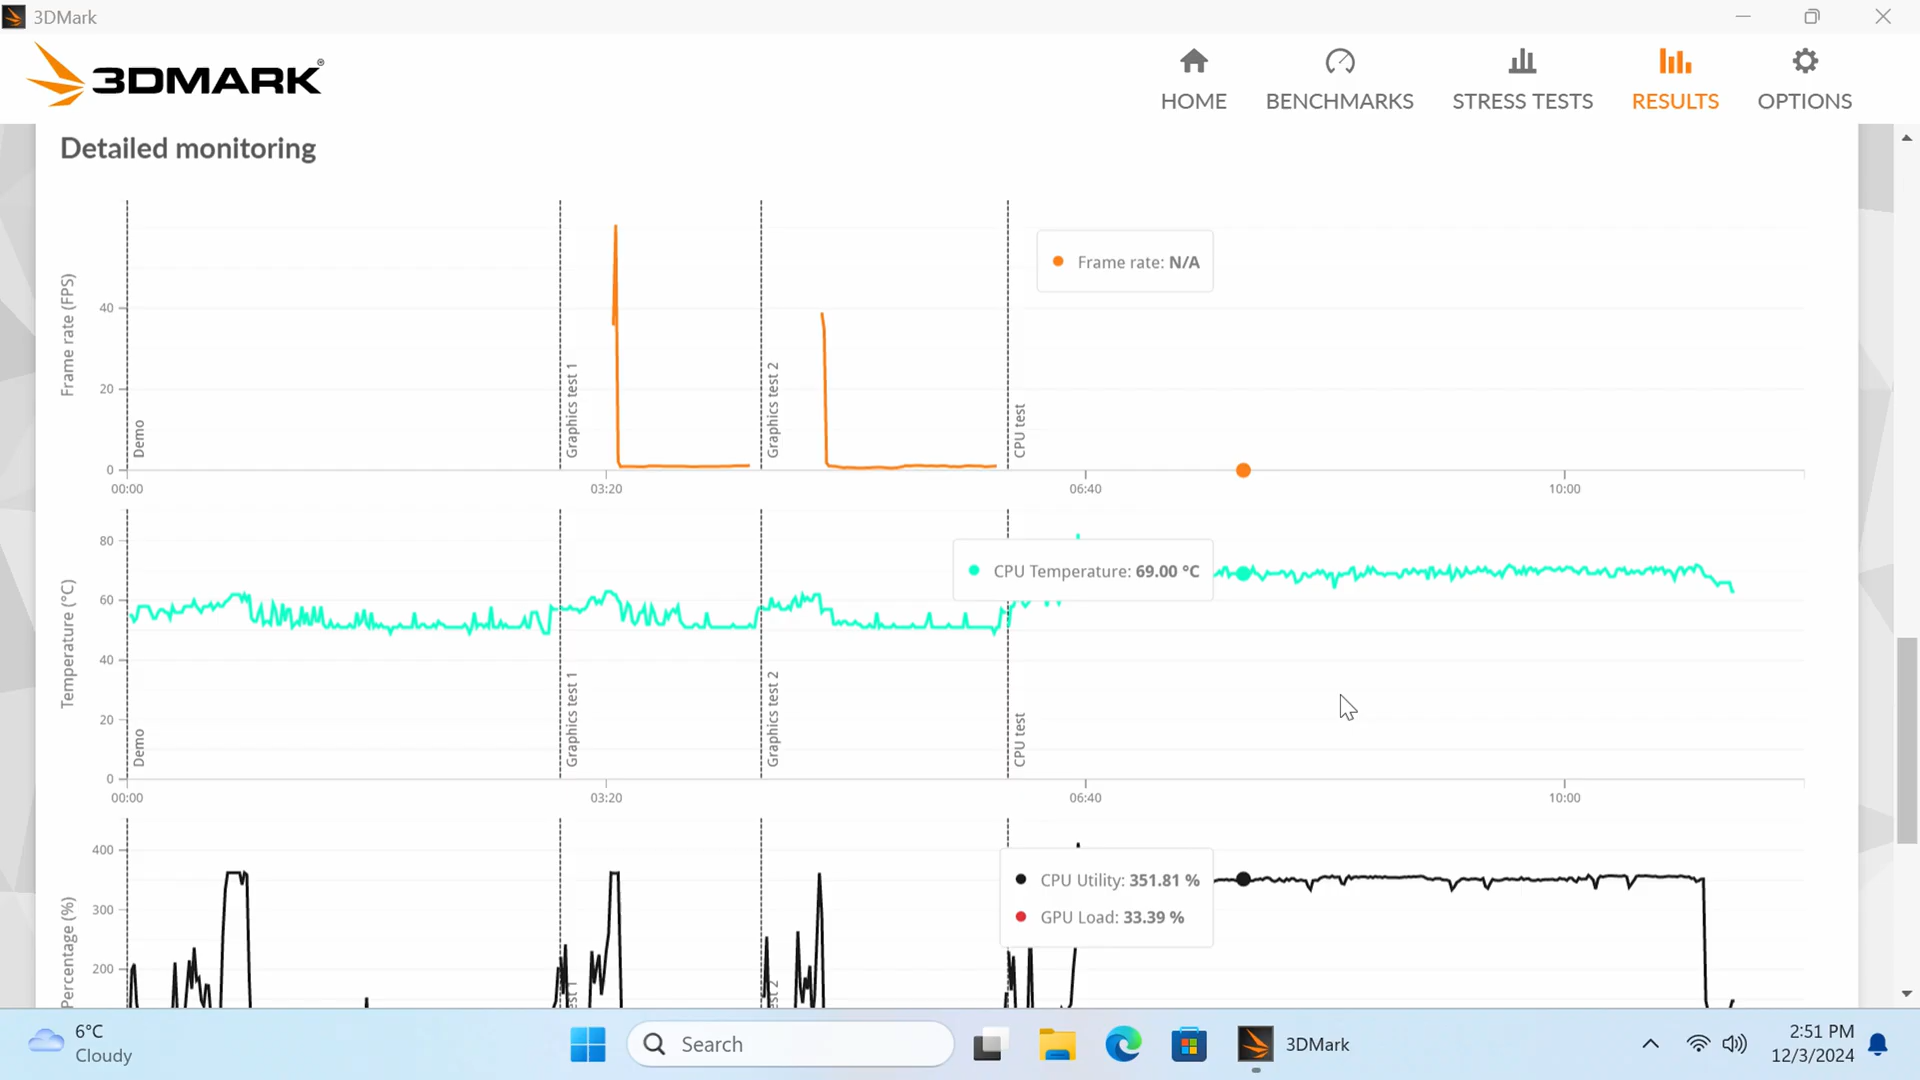 3DMark
3DMARK®
HOME
BENCHMARKS
STRESS TESTS
RESULTS
OPTIONS
Detailed monitoring
Frame rate (FPS)
40
20
0
Demo
Graphics test 1
Graphics test 2
CPU test
Frame rate: N/A
00:00
03:20
06:40
10:00
Temperature (°C)
80
60
40
20
0
Demo
Graphics test 1
Graphics test 2
CPU test
CPU Temperature: 69.00 °C
00:00
03:20
06:40
10:00
Percentage (%)
400
300
200
st 1
st 2
CPU Utility: 351.81 %
GPU Load: 33.39 %
6°C
Cloudy
Search
3DMark
2:51 PM
12/3/2024